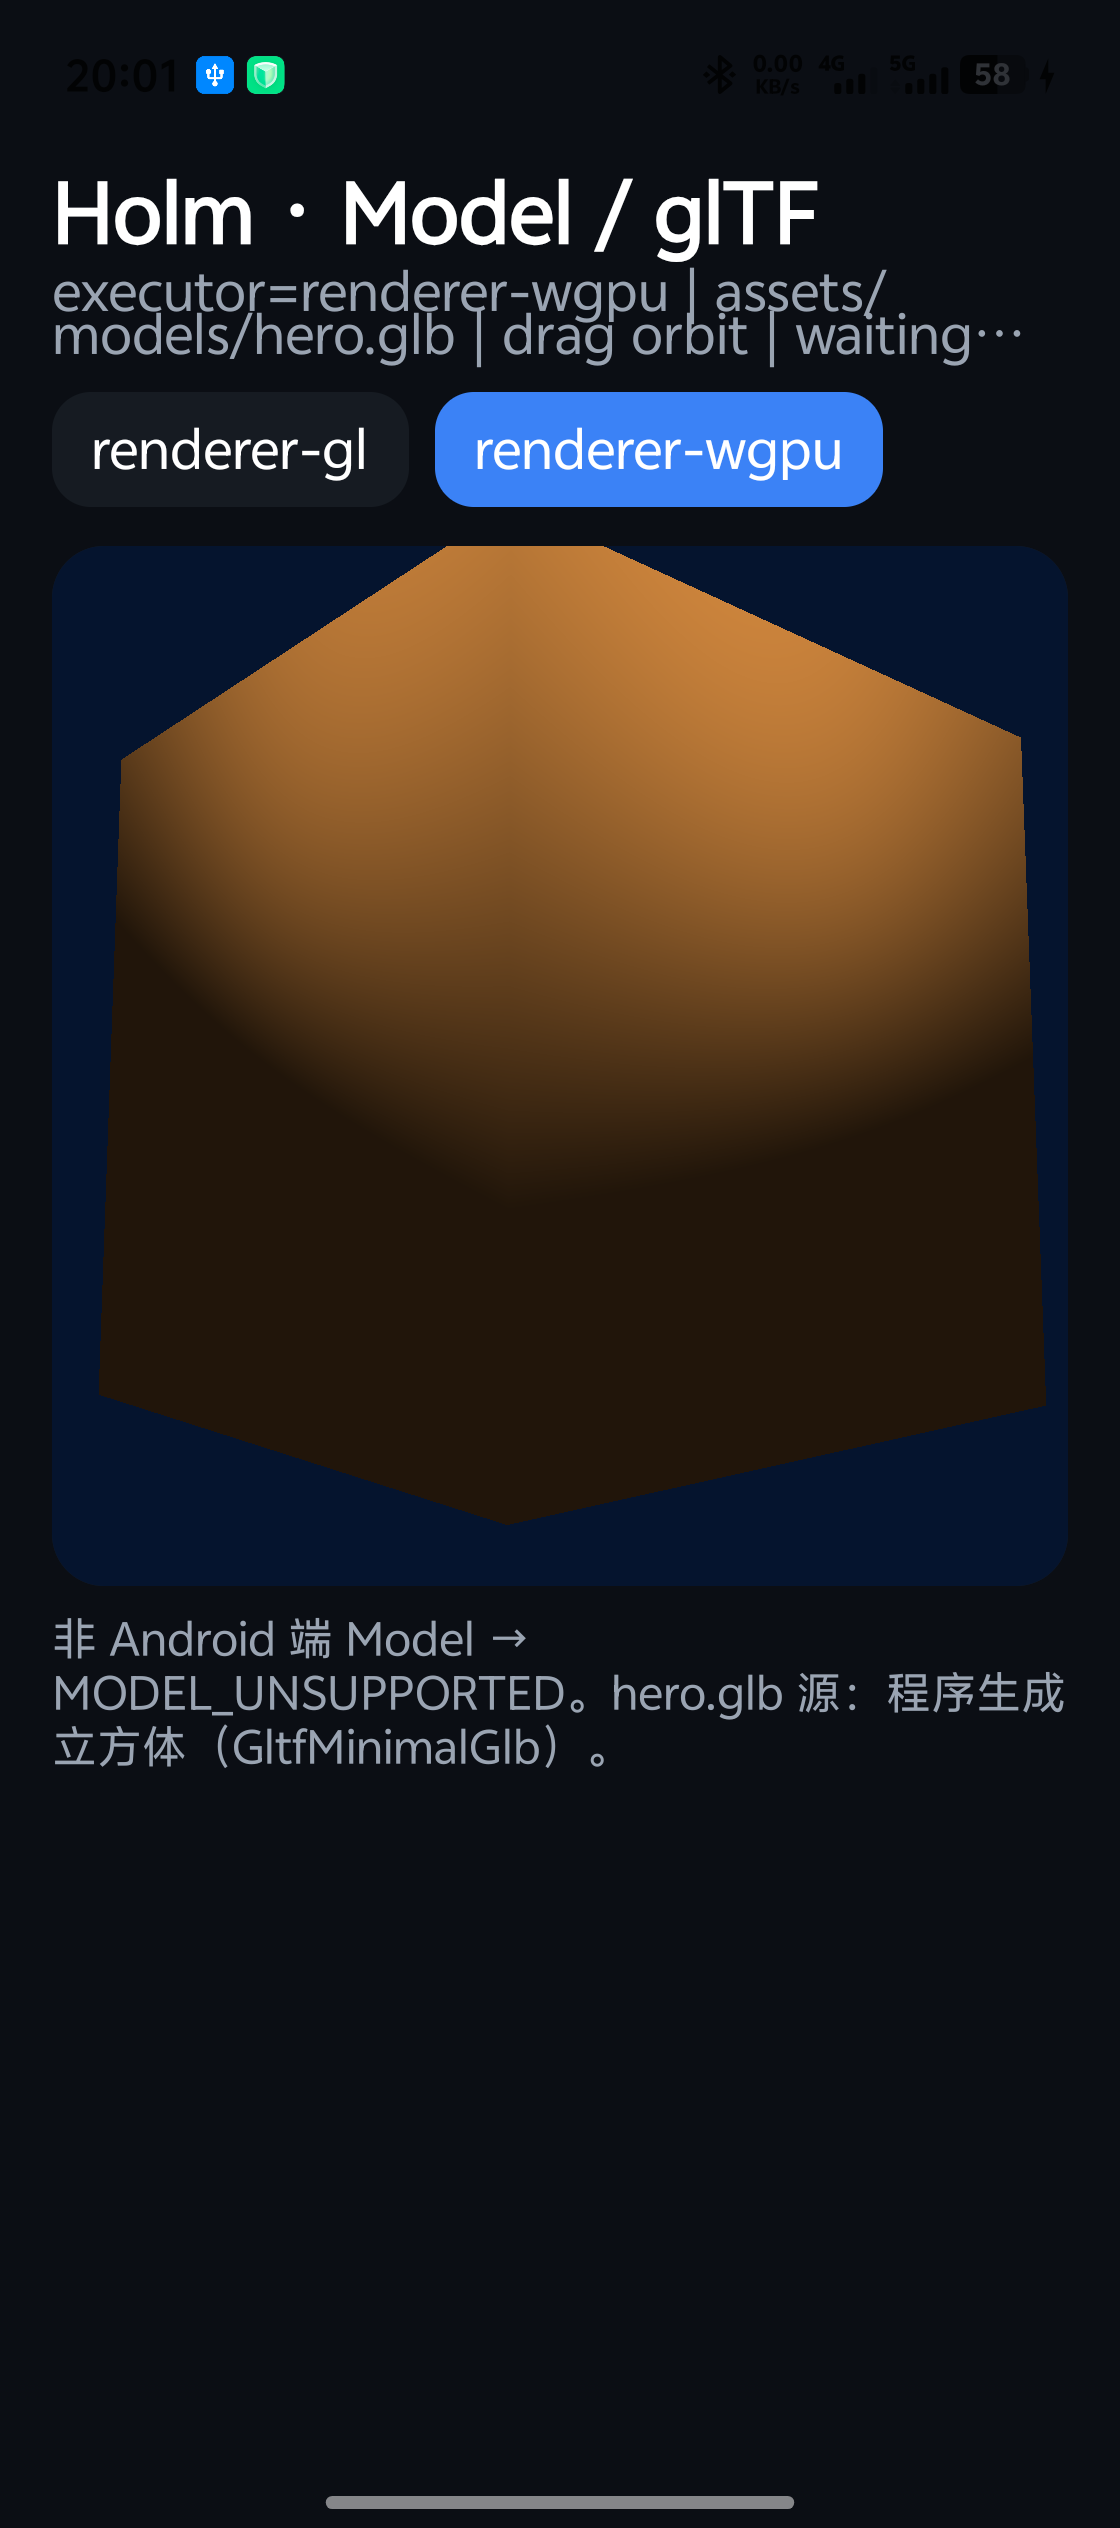 20:01
0.00 KB/s 4G 5G 58
Holm · Model / glTF
executor=renderer-wgpu | assets/
models/hero.glb | drag orbit | waiting…
renderer-gl renderer-wgpu
非 Android 端 Model →
MODEL_UNSUPPORTED。hero.glb 源：程序生成
立方体（GltfMinimalGlb）。